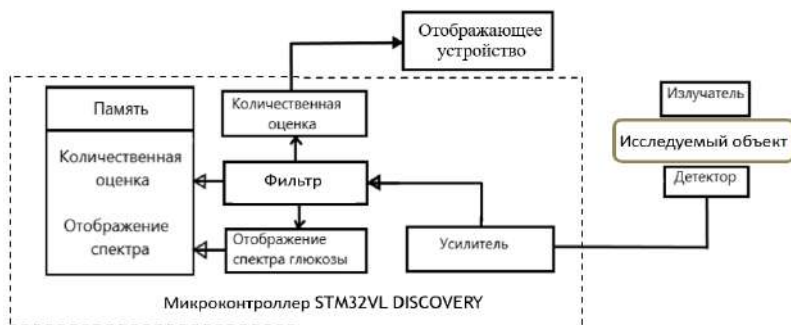 Отображающее
устройство
Память
Количественная
оценка
Отображение
спектра
Количественная
оценка
Фильтр
Отображение
спектра глюкозы
Усилитель
Излучатель
Исследуемый объект
Детектор
Микроконтроллер STM32VL DISCOVERY